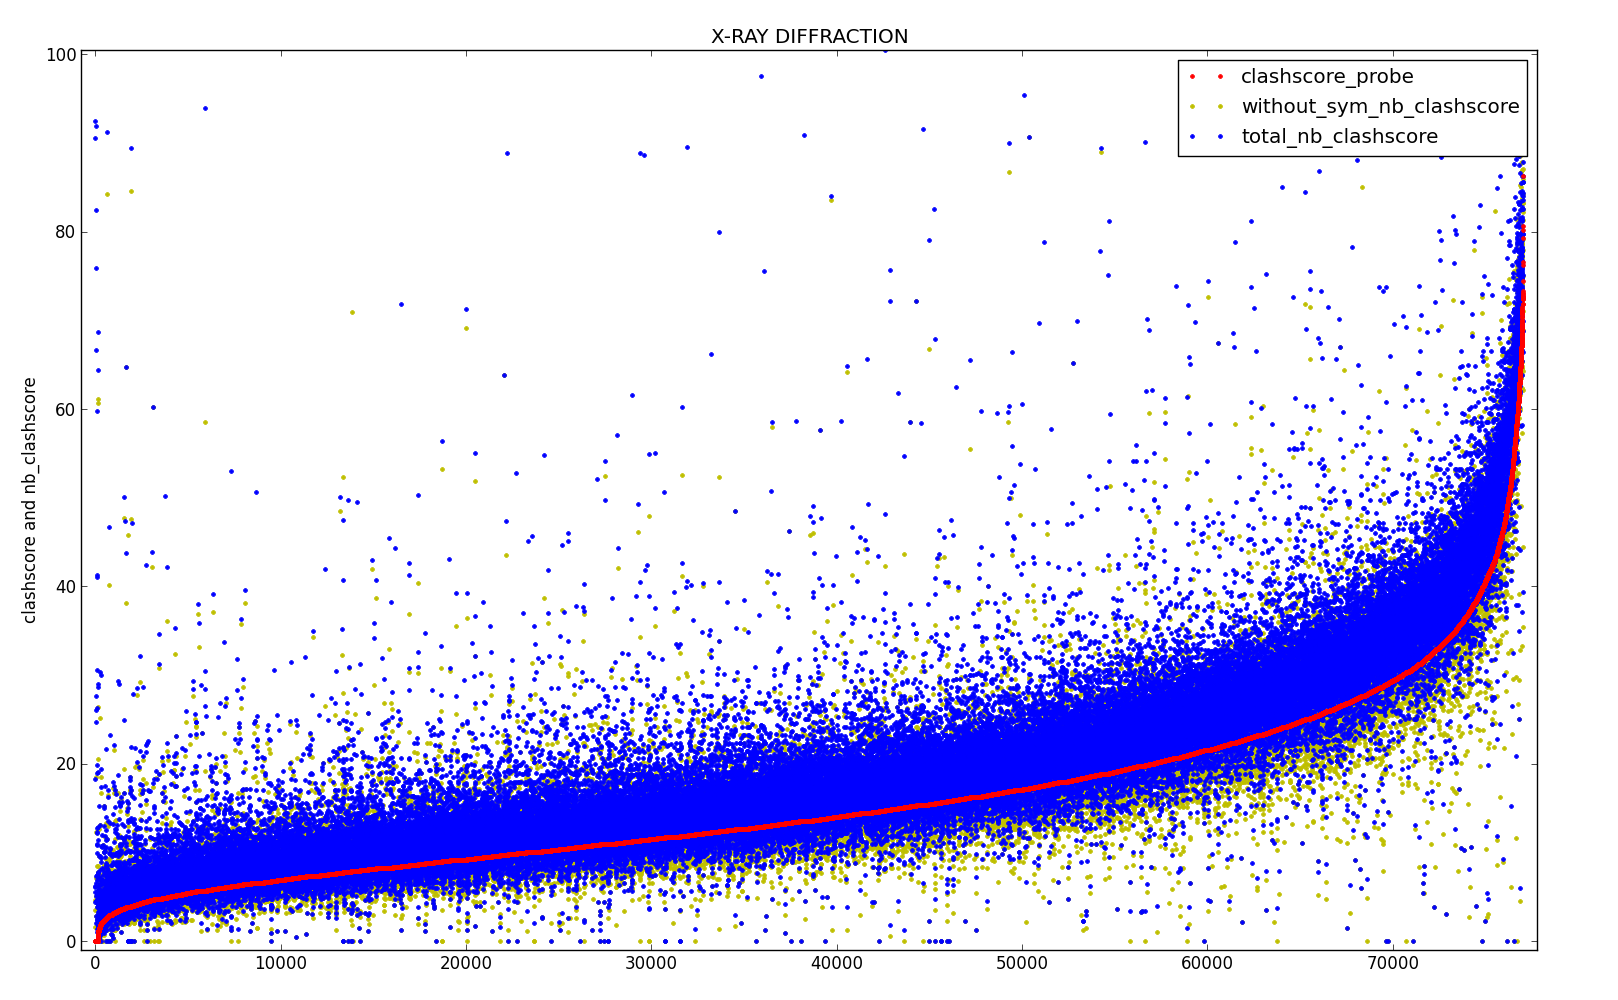 X-RAY DIFFRACTION
clashscore_probe
without_sym_nb_clashscore
total_nb_clashscore
clashscore and nb_clashscore
100
80
60
40
20
0
0 10000 20000 30000 40000 50000 60000 70000